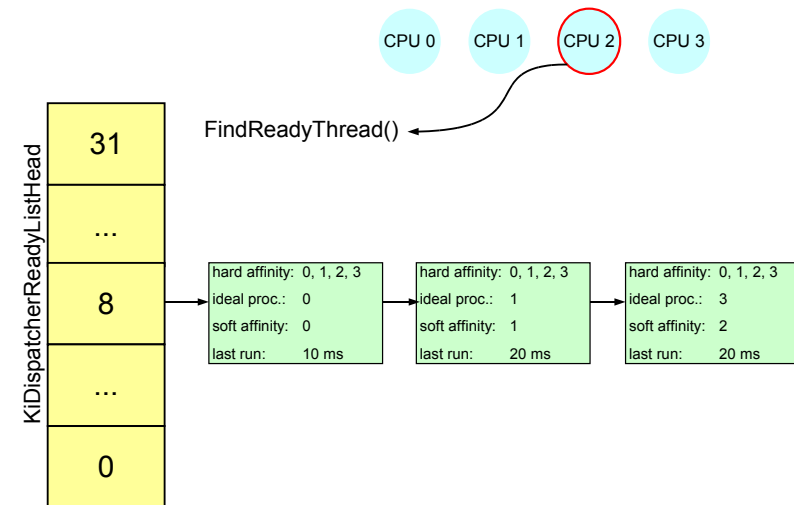 CPU 0 CPU 1 CPU 2 CPU 3
FindReadyThread()
KiDispatcherReadyListHead
31
...
8
...
0
hard affinity: 0, 1, 2, 3
ideal proc.: 0
soft affinity: 0
last run: 10 ms
hard affinity: 0, 1, 2, 3
ideal proc.: 1
soft affinity: 1
last run: 20 ms
hard affinity: 0, 1, 2, 3
ideal proc.: 3
soft affinity: 2
last run: 20 ms